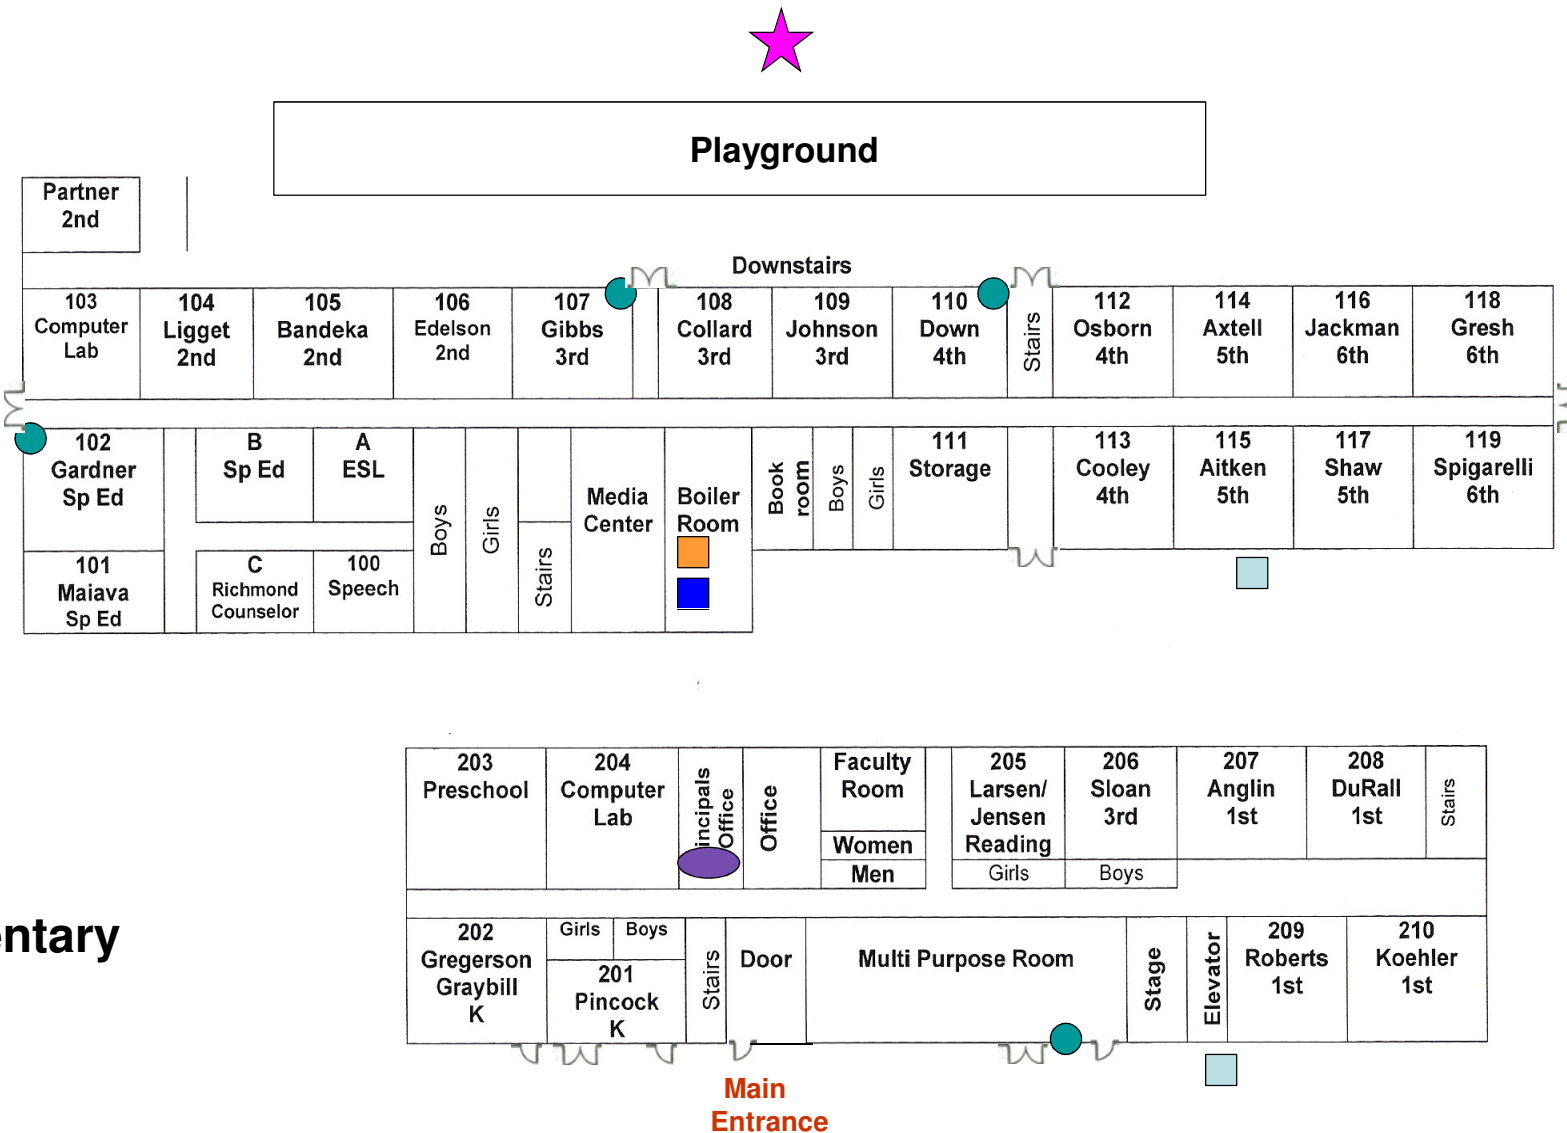 Playground
Partner
2nd
Downstairs
103
Computer
Lab
104
Ligget
2nd
105
Bandeka
2nd
106
Edelson
2nd
107
Gibbs
3rd
108
Collard
3rd
109
Johnson
3rd
110
Down
4th
Stairs
112
Osborn
4th
114
Axtell
5th
116
Jackman
6th
118
Gresh
6th
102
Gardner
Sp Ed
B
Sp Ed
A
ESL
Boys
Girls
Stairs
Media
Center
Boiler
Room
Book
room
Boys
Girls
111
Storage
113
Cooley
4th
115
Aitken
5th
117
Shaw
5th
119
Spigarelli
6th
101
Maiava
Sp Ed
C
Richmond
Counselor
100
Speech
203
Preschool
204
Computer
Lab
incipals
Office
Office
Faculty
Room
Women
Men
205
Larsen/
Jensen
Reading
Girls
206
Sloan
3rd
Boys
207
Anglin
1st
208
DuRall
1st
Stairs
entary
202
Gregerson
Graybill
K
Girls
Boys
201
Pincock
K
Stairs
Door
Multi Purpose Room
Stage
Elevator
209
Roberts
1st
210
Koehler
1st
Main
Entrance